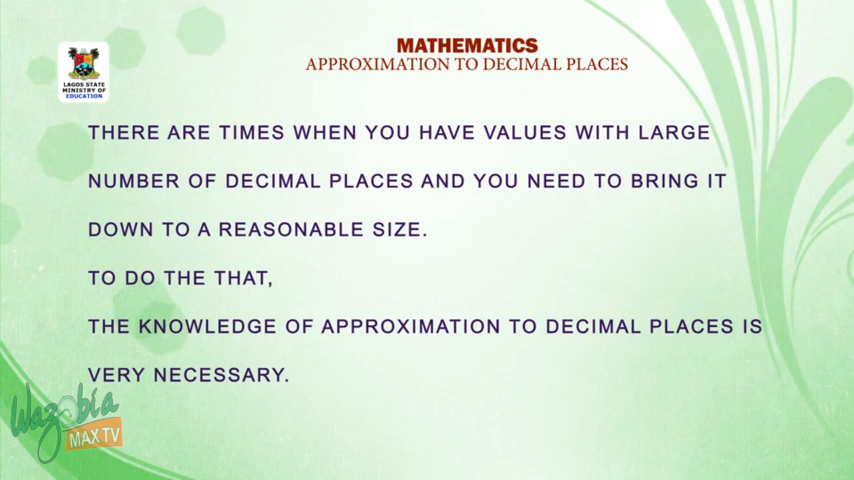 MATHEMATICS
APPROXIMATION TO DECIMAL PLACES
LAGOS STATE
MINISTRY OF
EDUCATION
THERE ARE TIMES WHEN YOU HAVE VALUES WITH LARGE
NUMBER OF DECIMAL PLACES AND YOU NEED TO BRING IT
DOWN TO A REASONABLE SIZE.
TO DO THE THAT,
THE KNOWLEDGE OF APPROXIMATION TO DECIMAL PLACES IS
VERY NECESSARY.
Wazobia
MAX TV